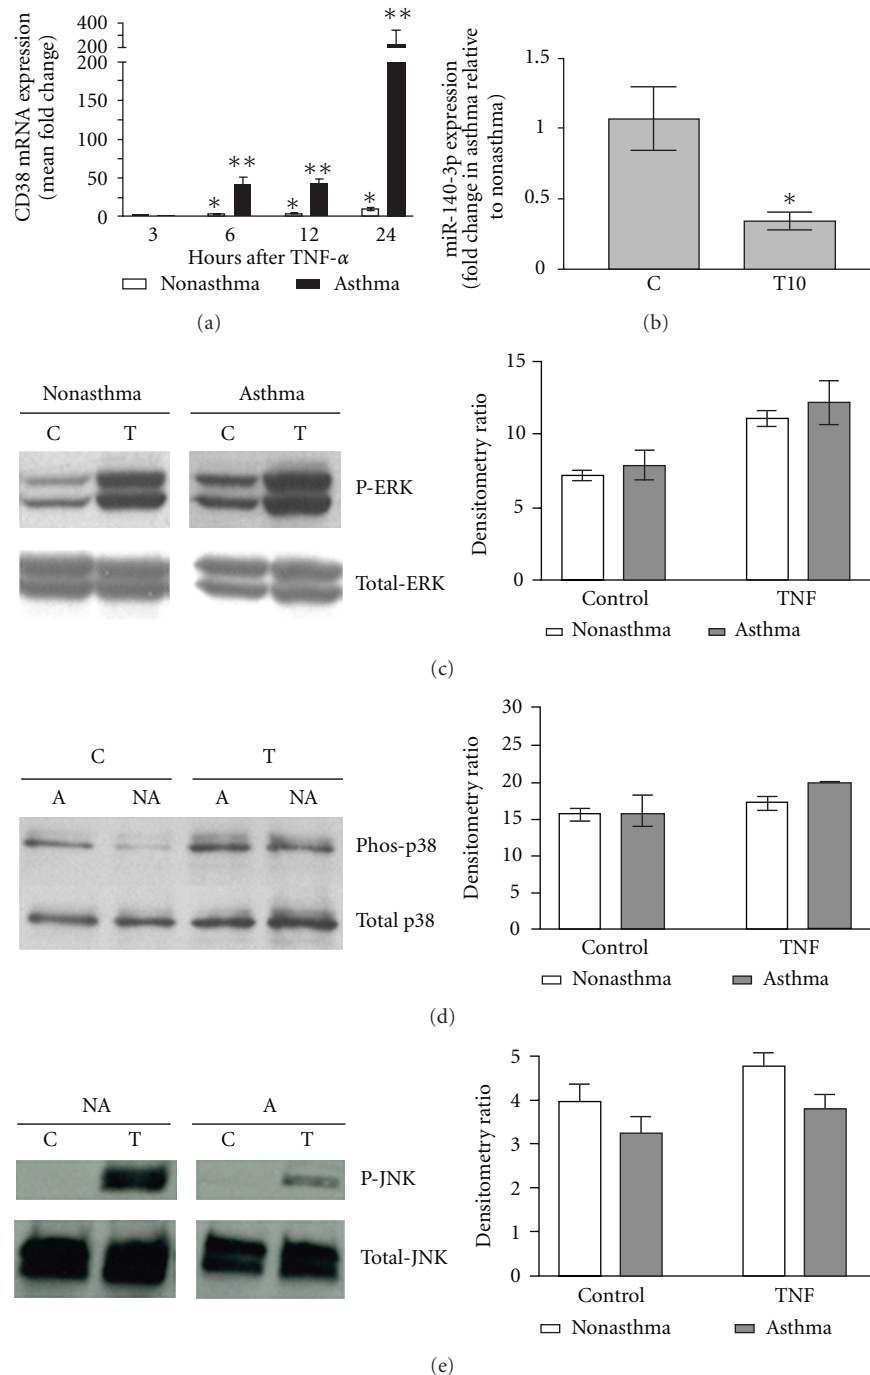 CD38 mRNA expression
(mean fold change)
400
200
200
150
100
50
0
**
**
**
*
*
*
3 6 12 24
Hours after TNF-α
Nonasthma Asthma
(a)
miR-140-3p expression
(fold change in asthma relative
to nonasthma)
1.5
1
0.5
0
*
C T10
(b)
Nonasthma Asthma
C T C T
P-ERK
Total-ERK
Densitometry ratio
15
10
5
0
Control TNF
Nonasthma Asthma
(c)
C T
A NA A NA
Phos-p38
Total p38
Densitometry ratio
30
25
20
15
10
5
0
Control TNF
Nonasthma Asthma
(d)
NA A
C T C T
P-JNK
Total-JNK
Densitometry ratio
5
4
3
2
1
0
Control TNF
Nonasthma Asthma
(e)